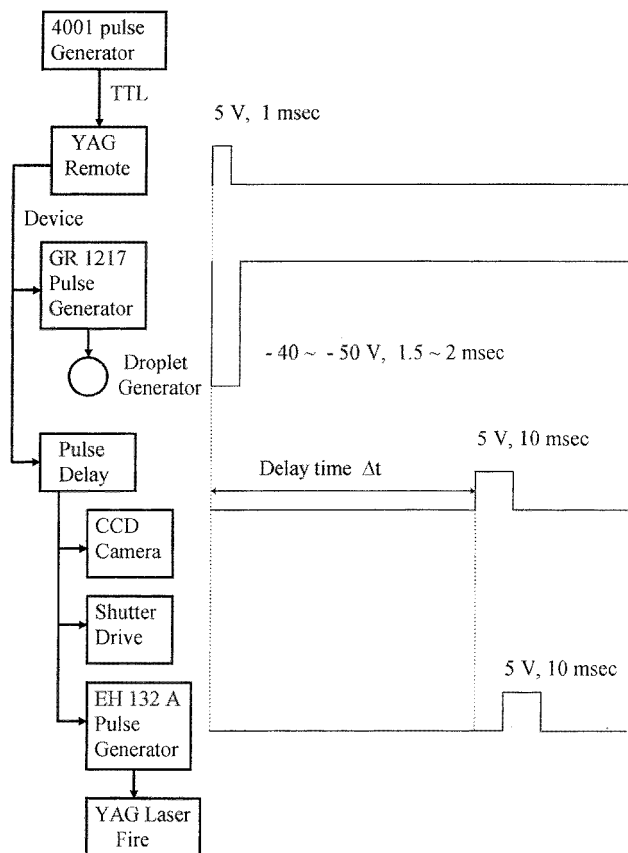 4001 pulse
Generator
TTL
5 V, 1 msec
YAG
Remote
Device
GR 1217
Pulse
Generator
- 40 ~ - 50 V, 1.5 ~ 2 msec
Droplet
Generator
5 V, 10 msec
Pulse
Delay
Delay time Δt
CCD
Camera
Shutter
Drive
5 V, 10 msec
EH 132 A
Pulse
Generator
YAG Laser
Fire